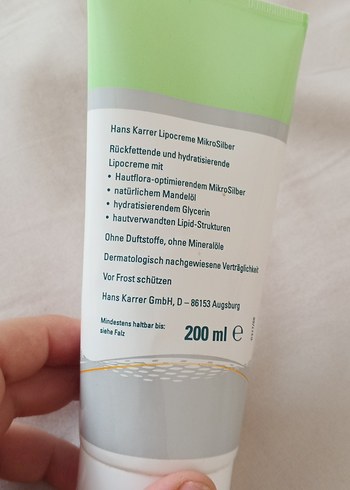 Hans Karrer Lipocreme MikroSilber
Rückfettende und hydratisierende
Lipocreme mit
• Hautflora-optimierendem MikroSilber
• natürlichem Mandelöl
• hydratisierendem Glycerin
• hautverwandten Lipid-Strukturen
Ohne Duftstoffe, ohne Mineralöle
Dermatologisch nachgewiesene Verträglichkeit
Vor Frost schützen
Hans Karrer GmbH, D – 86153 Augsburg
Mindestens haltbar bis:
siehe Falz
200 ml ℮